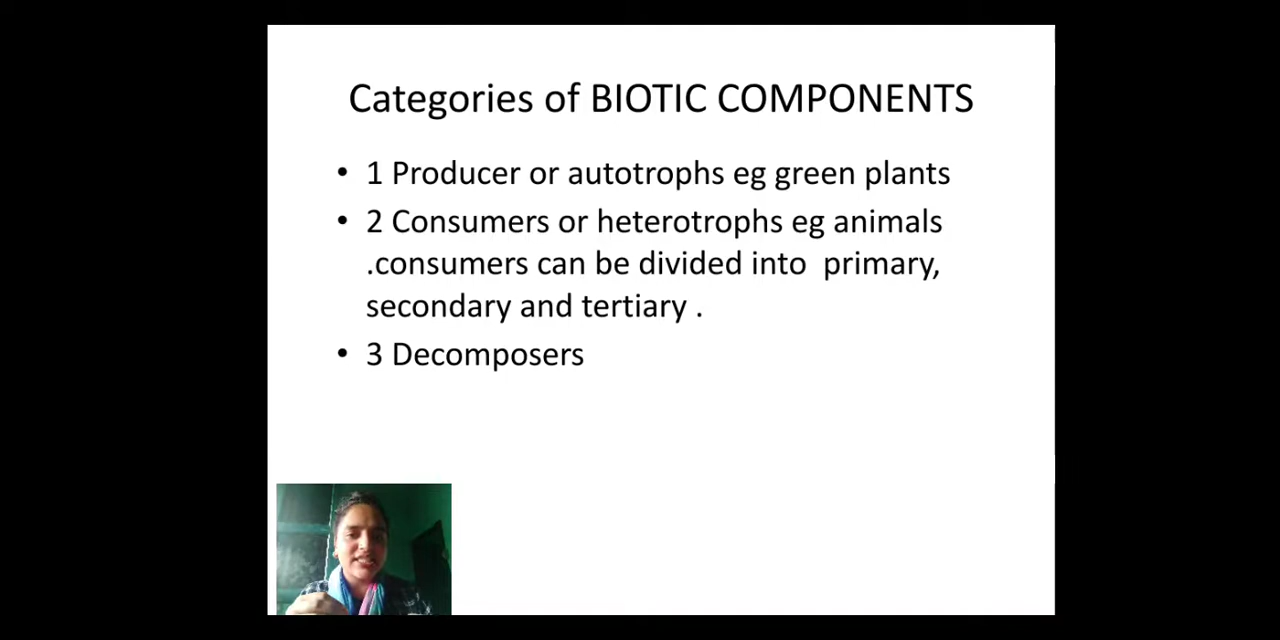 Categories of BIOTIC COMPONENTS
• 1 Producer or autotrophs eg green plants
• 2 Consumers or heterotrophs eg animals
.consumers can be divided into  primary,
secondary and tertiary .
• 3 Decomposers